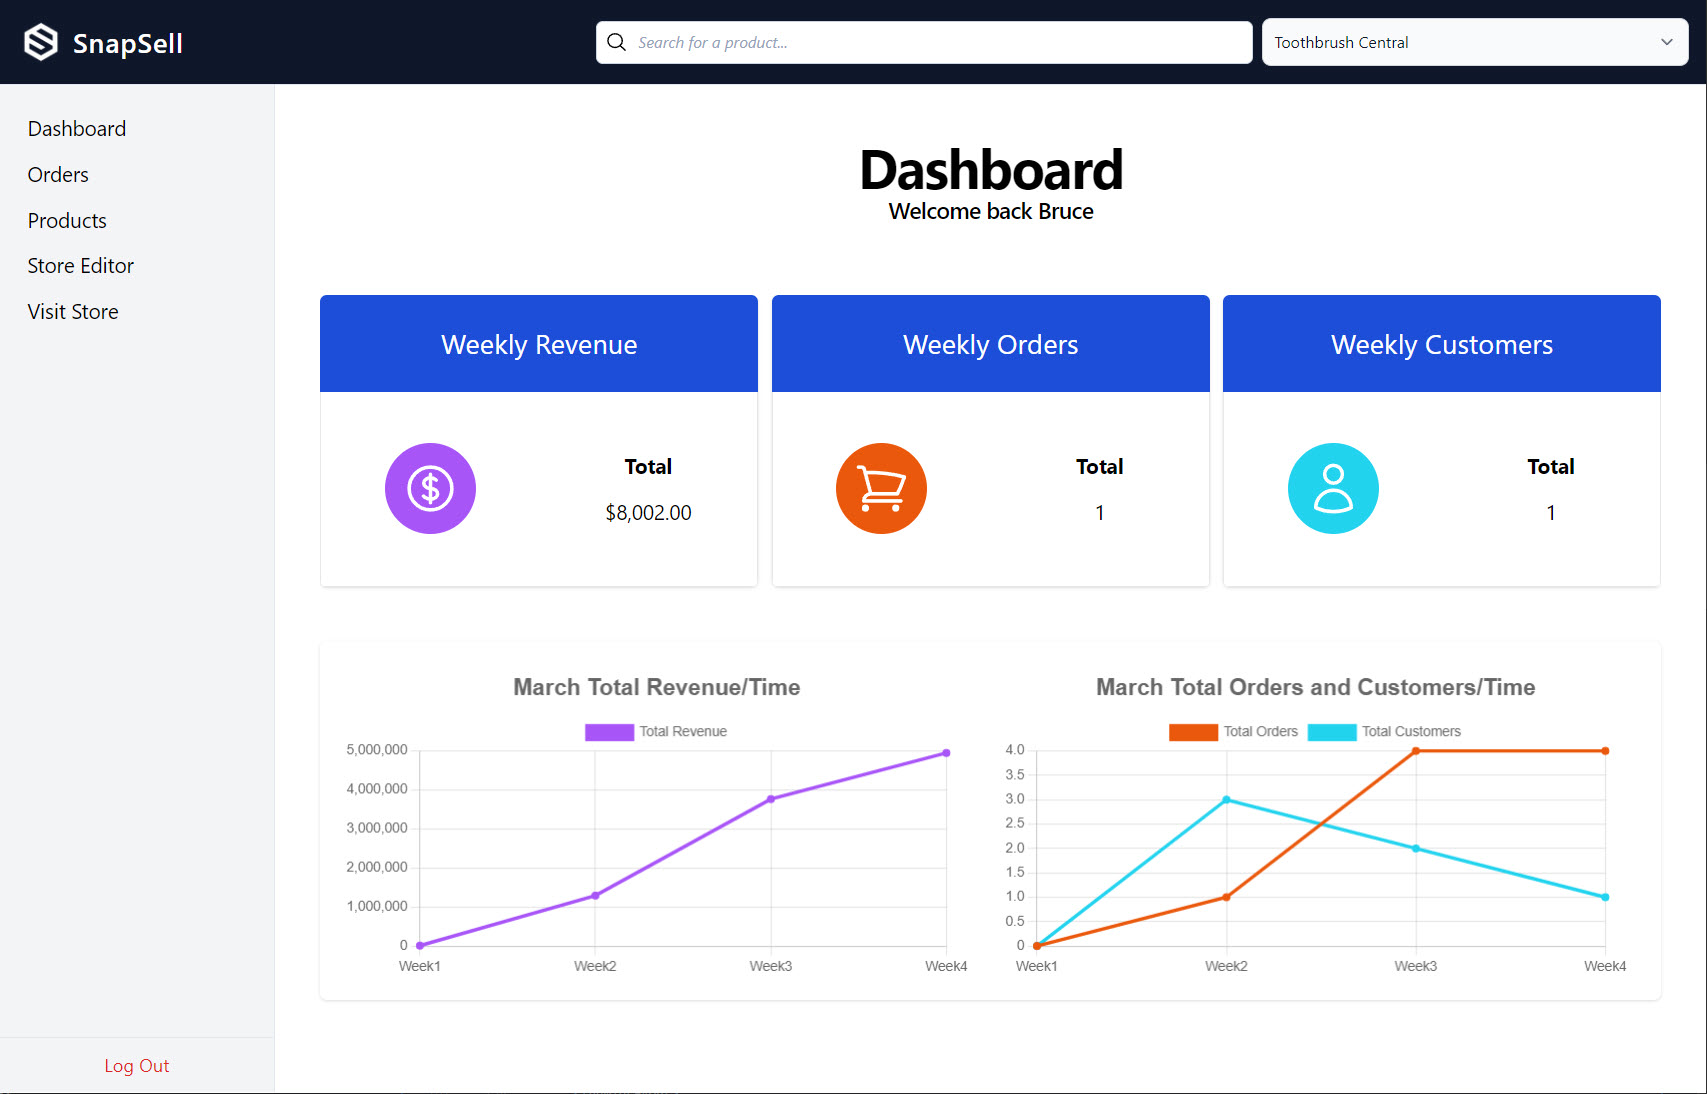 SnapSell
Search for a product...
Toothbrush Central
Dashboard
Orders
Products
Store Editor
Visit Store
Log Out
Dashboard
Welcome back Bruce
Weekly Revenue
Total
$8,002.00
Weekly Orders
Total
1
Weekly Customers
Total
1
March Total Revenue/Time
Total Revenue
5,000,000
4,000,000
3,000,000
2,000,000
1,000,000
0
Week1 Week2 Week3 Week4
March Total Orders and Customers/Time
Total Orders Total Customers
4.0
3.5
3.0
2.5
2.0
1.5
1.0
0.5
0
Week1 Week2 Week3 Week4